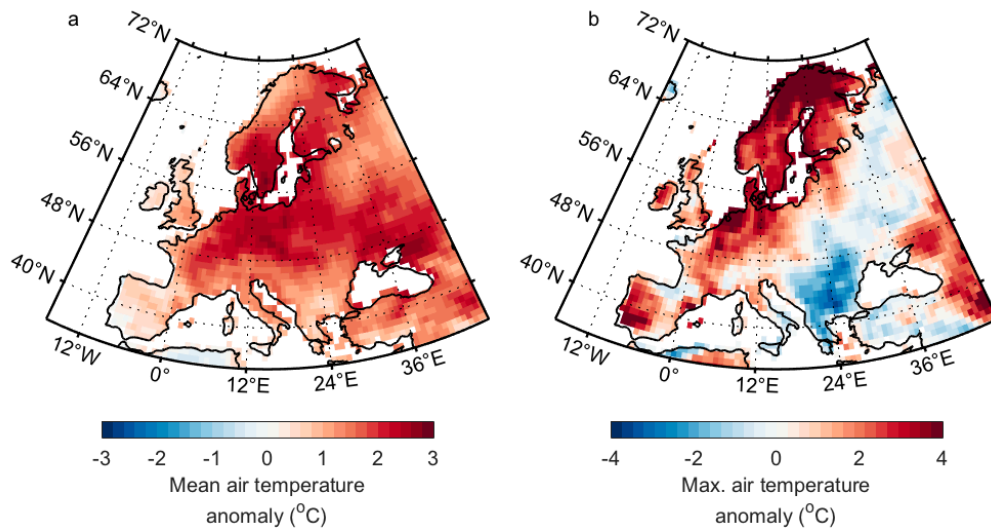 a
72°N
64°N
56°N
48°N
40°N
12°W
0°
12°E
24°E
36°E
-3 -2 -1 0 1 2 3
Mean air temperature
anomaly (°C)
b
72°N
64°N
56°N
48°N
40°N
12°W
0°
12°E
24°E
36°E
-4 -2 0 2 4
Max. air temperature
anomaly (°C)